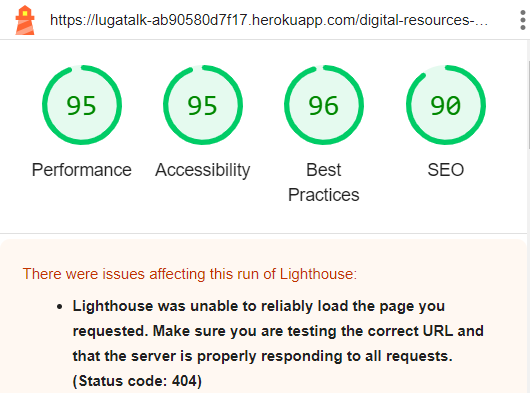 https://lugatalk-ab90580d7f17.herokuapp.com/digital-resources-...
95 95 96 90
Performance Accessibility Best Practices SEO
There were issues affecting this run of Lighthouse:
• Lighthouse was unable to reliably load the page you
requested. Make sure you are testing the correct URL and
that the server is properly responding to all requests.
(Status code: 404)